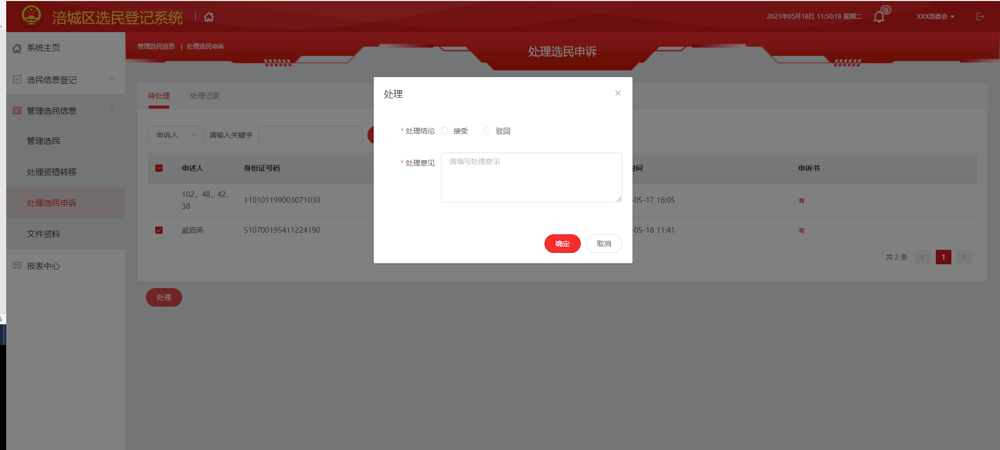 涪城区选民登记系统
2021年05月18日 11:50:18 星期二
0
XXX选委会
系统主页
选民信息登记
管理选民信息
管理选民
处理资格转移
处理选民申诉
文件资料
报表中心
管理选民信息 | 处理选民申诉
处理选民申诉
待处理 处理记录
申诉人 请输入关键字
申述人 身份证号码 时间 申诉书
102，48，42，
38
110101199003071030 -05-17 16:05 有
戚启英 510700195411224190 -05-18 11:41 有
共 2 条 1
处理
处理
* 处理结论 接受 驳回
* 处理意见 请填写处理意见
确定 取消